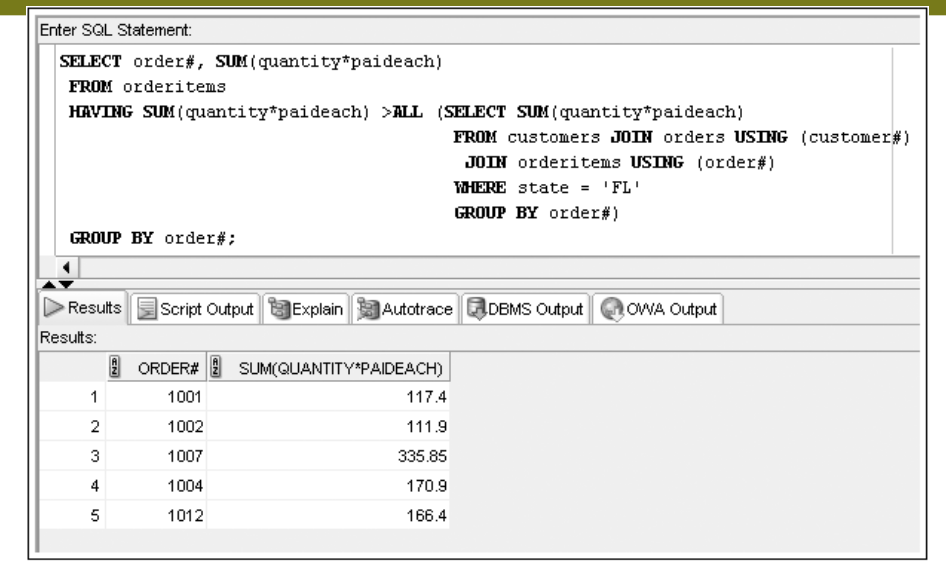 Enter SQL Statement:
SELECT order#, SUM(quantity*paideach)
FROM orderitems
HAVING SUM(quantity*paideach) >ALL (SELECT SUM(quantity*paideach)
FROM customers JOIN orders USING (customer#)
JOIN orderitems USING (order#)
WHERE state = 'FL'
GROUP BY order#)
GROUP BY order#;
Results Script Output Explain Autotrace DBMS Output OWA Output
Results:
ORDER# SUM(QUANTITY*PAIDEACH)
1 1001 117.4
2 1002 111.9
3 1007 335.85
4 1004 170.9
5 1012 166.4